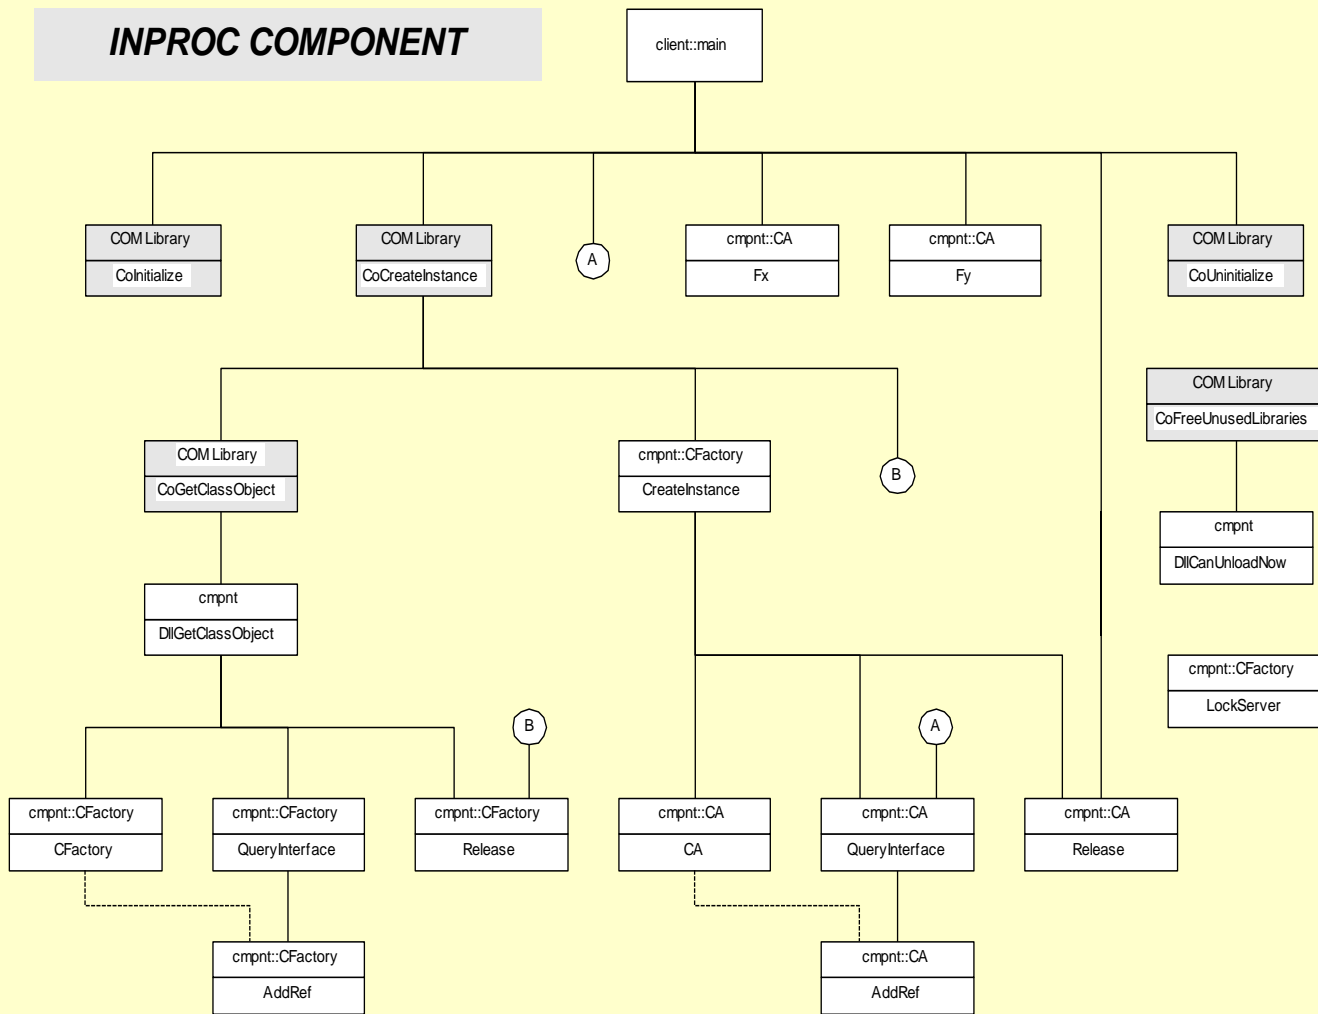 INPROC COMPONENT
client::main
COM Library
CoInitialize
COM Library
CoCreateInstance
A
cmpnt::CA
Fx
cmpnt::CA
Fy
COM Library
CoUninitialize
COM Library
CoFreeUnusedLibraries
COM Library
CoGetClassObject
cmpnt::CFactory
CreateInstance
B
cmpnt
DllCanUnloadNow
cmpnt
DllGetClassObject
cmpnt::CFactory
LockServer
B
A
cmpnt::CFactory
CFactory
cmpnt::CFactory
QueryInterface
cmpnt::CFactory
Release
cmpnt::CA
CA
cmpnt::CA
QueryInterface
cmpnt::CA
Release
cmpnt::CFactory
AddRef
cmpnt::CA
AddRef